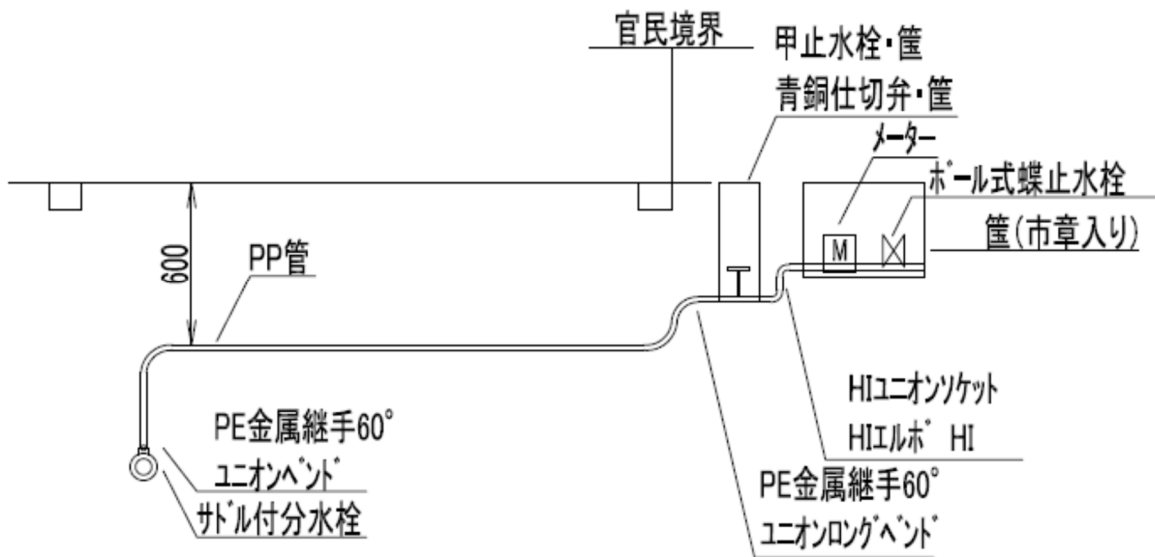 官民境界
甲止水栓・筺
青銅仕切弁・筺
メーター
ボール式蝶止水栓
筺(市章入り)
M
600
PP管
HIユニオンソケット
HIエルボ HI
PE金属継手60°
ユニオンベンド
サドル付分水栓
PE金属継手60°
ユニオンロングベンド